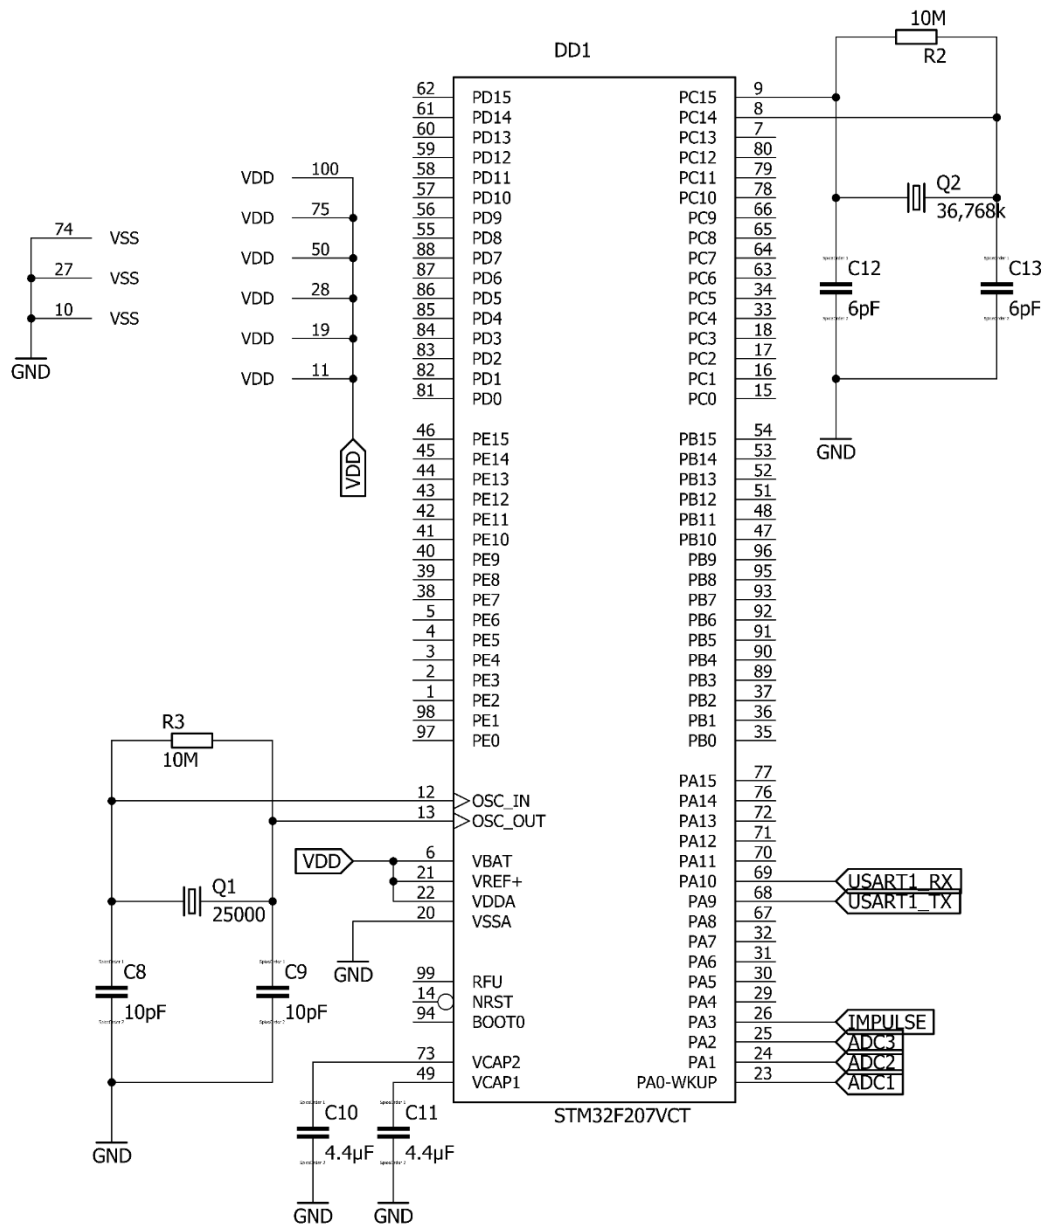 10M
R2
DD1
62 PD15 PC15 9
61 PD14 PC14 8
60 PD13 PC13 7
59 PD12 PC12 80
58 PD11 PC11 79
57 PD10 PC10 78
56 PD9 PC9 66
55 PD8 PC8 65
88 PD7 PC7 64
87 PD6 PC6 63
86 PD5 PC5 34
85 PD4 PC4 33
84 PD3 PC3 18
83 PD2 PC2 17
82 PD1 PC1 16
81 PD0 PC0 15
VDD 100
VDD 75
VDD 50
VDD 28
VDD 19
VDD 11
VDD
74 VSS
27 VSS
10 VSS
GND
Q2
36,768k
C12
6pF
C13
6pF
GND
46 PE15 PB15 54
45 PE14 PB14 53
44 PE13 PB13 52
43 PE12 PB12 51
42 PE11 PB11 48
41 PE10 PB10 47
40 PE9 PB9 96
39 PE8 PB8 95
38 PE7 PB7 93
5 PE6 PB6 92
4 PE5 PB5 91
3 PE4 PB4 90
2 PE3 PB3 89
1 PE2 PB2 37
98 PE1 PB1 36
97 PE0 PB0 35
R3
10M
PA15 77
12 OSC_IN PA14 76
13 OSC_OUT PA13 72
PA12 71
VDD 6 VBAT PA11 70
21 VREF+ PA10 69 USART1_RX
22 VDDA PA9 68 USART1_TX
20 VSSA PA8 67
GND
PA7 32
PA6 31
99 RFU PA5 30
14 NRST PA4 29
94 BOOT0 PA3 26 IMPULSE
PA2 25 ADC3
73 VCAP2 PA1 24 ADC2
49 VCAP1 PA0-WKUP 23 ADC1
Q1
25000
C8
10pF
C9
10pF
GND
C10
4.4µF
C11
4.4µF
GND
GND
STM32F207VCT